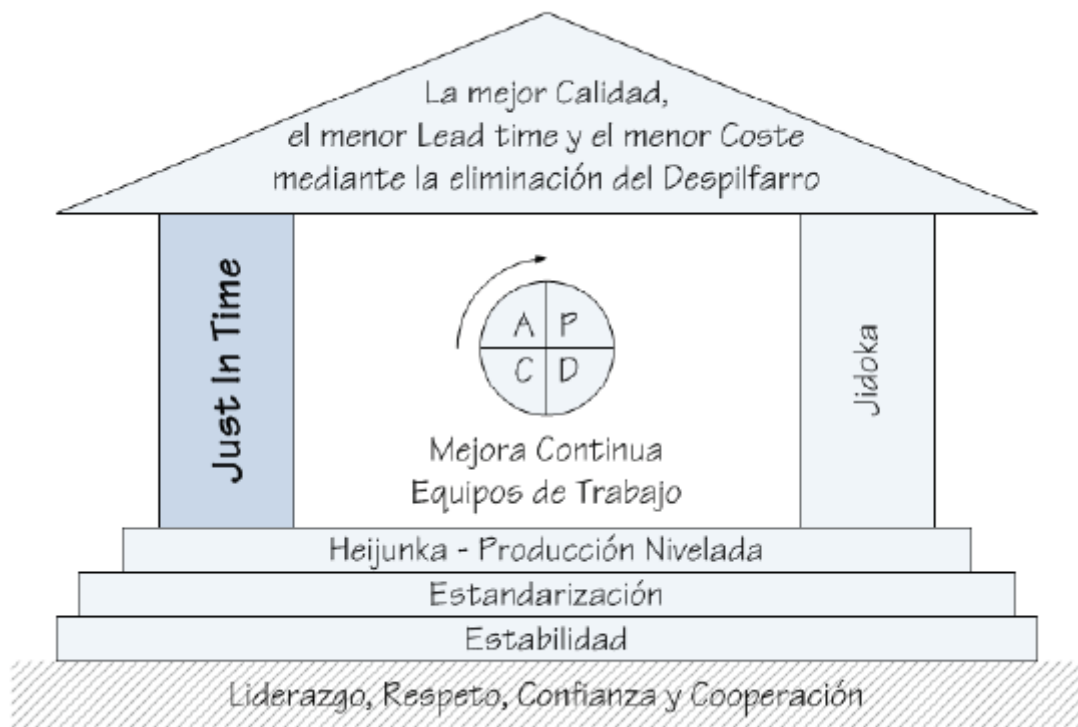 La mejor Calidad,
el menor Lead time y el menor Coste
mediante la eliminación del Despilfarro
Just In Time
A P
C D
Mejora Continua
Equipos de Trabajo
Jidoka
Heijunka - Producción Nivelada
Estandarización
Estabilidad
Liderazgo, Respeto, Confianza y Cooperación